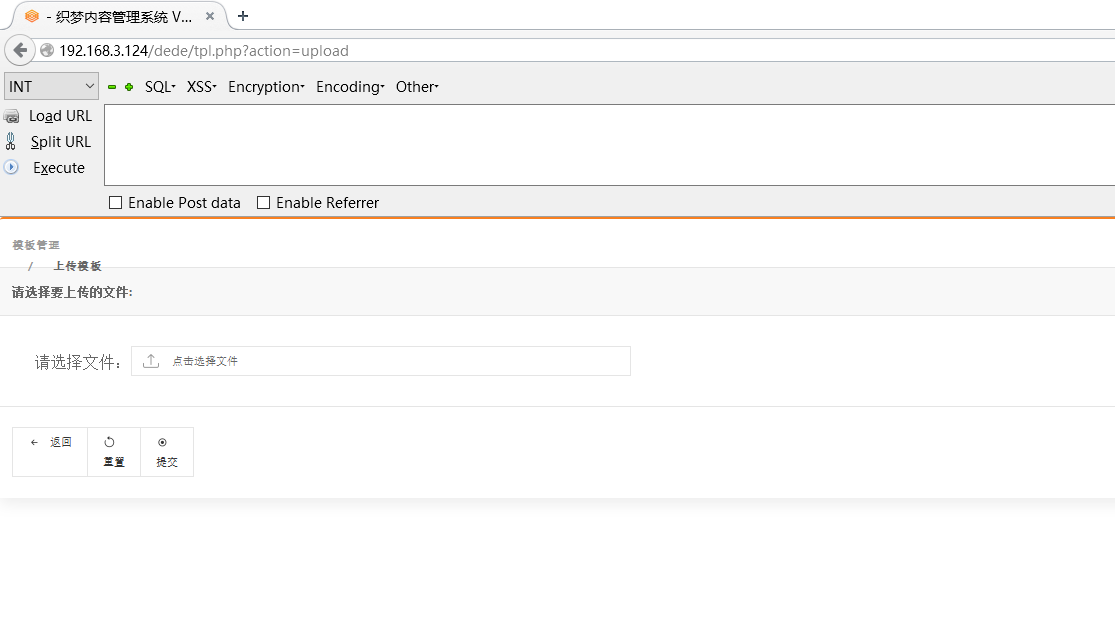 - 织梦内容管理系统 V...
192.168.3.124/dede/tpl.php?action=upload
INT SQL XSS Encryption Encoding Other
Load URL
Split URL
Execute
Enable Post data Enable Referrer
模板管理
/ 上传模板
请选择要上传的文件:
请选择文件： 点击选择文件
返回 重置 提交